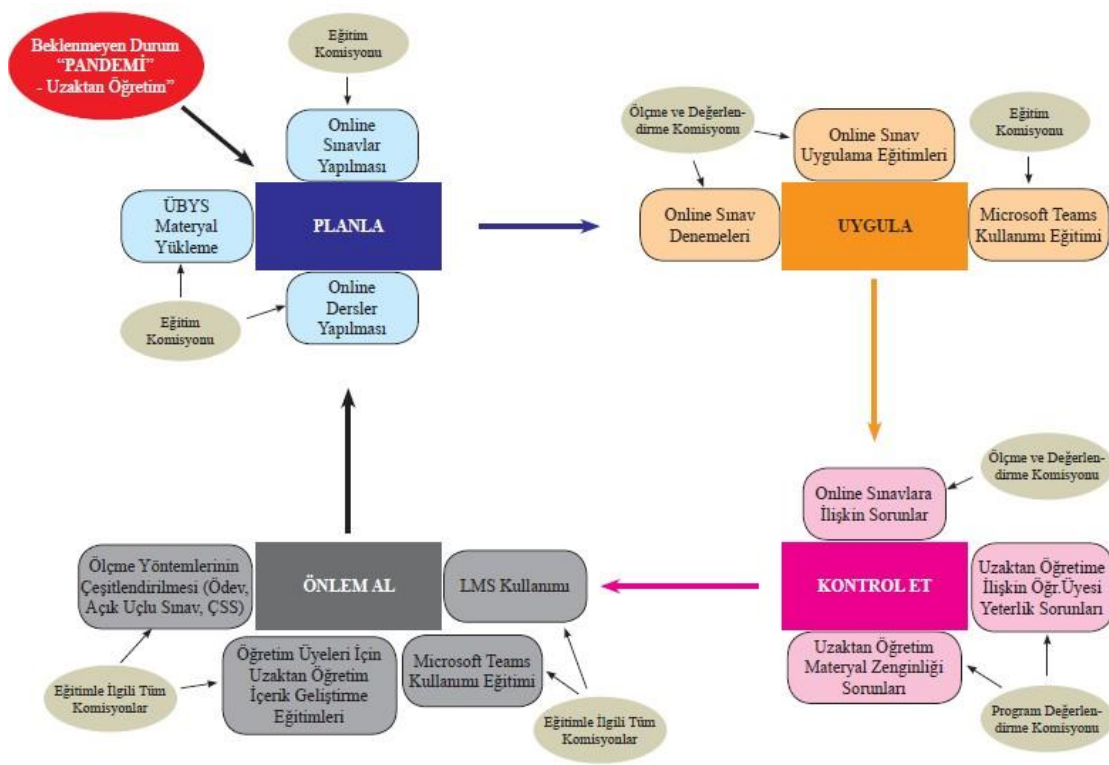 Beklenmeyen Durum
“PANDEMİ”
- Uzaktan Öğretim”
Eğitim
Komisyonu
Online
Sınavlar
Yapılması
ÜBYS
Materyal
Yükleme
PLANLA
Online
Dersler
Yapılması
Eğitim
Komisyonu
Ölçme ve Değerlen-
dirme Komisyonu
Online Sınav
Uygulama Eğitimleri
Eğitim
Komisyonu
Online Sınav
Denemeleri
UYGULA
Microsoft Teams
Kullanımı Eğitimi
Ölçme ve Değerlen-
dirme Komisyonu
Online Sınavlara
İlişkin Sorunlar
KONTROL ET
Uzaktan Öğretime
İlişkin Öğr.Üyesi
Yeterlik Sorunları
Uzaktan Öğretim
Materyal Zenginliği
Sorunları
Program Değerlen-
dirme Komisyonu
Ölçme Yöntemlerinin
Çeşitlendirilmesi (Ödev,
Açık Uçlu Sınav, ÇSS)
ÖNLEM AL
LMS Kullanımı
Öğretim Üyeleri İçin
Uzaktan Öğretim
İçerik Geliştirme
Eğitimleri
Microsoft Teams
Kullanımı Eğitimi
Eğitimle İlgili Tüm
Komisyonlar
Eğitimle İlgili Tüm
Komisyonlar